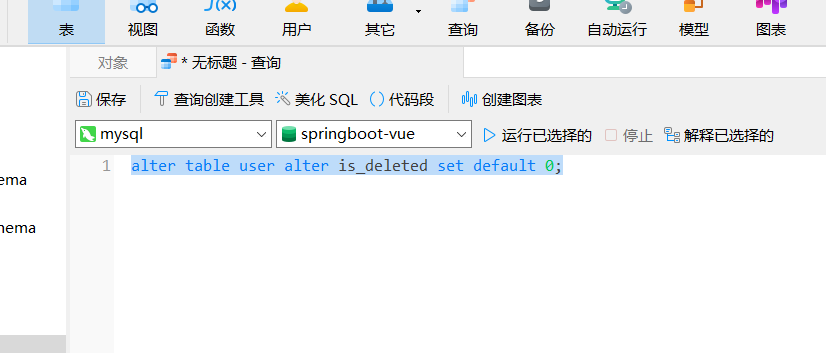 表 视图 函数 用户 其它 查询 备份 自动运行 模型 图表
对象 * 无标题 - 查询
保存 查询创建工具 美化 SQL () 代码段 创建图表
mysql springboot-vue 运行已选择的 停止 解释已选择的
1 alter table user alter is_deleted set default 0;
ema
nema